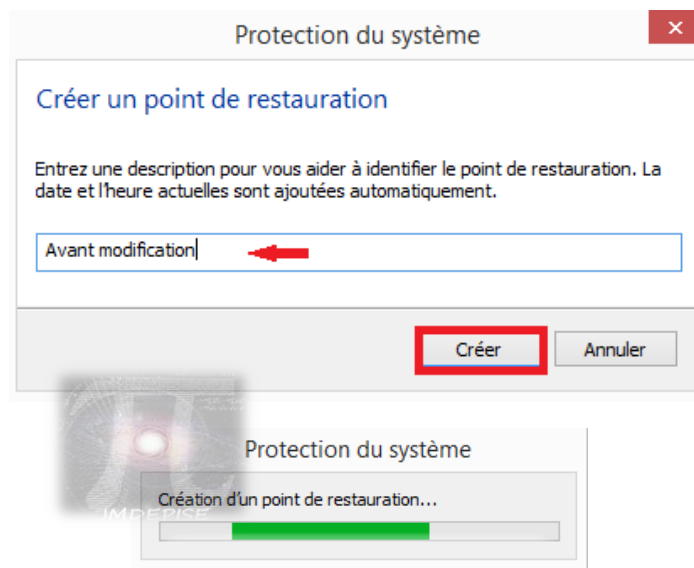 Protection du système
Créer un point de restauration
Entrez une description pour vous aider à identifier le point de restauration. La
date et l'heure actuelles sont ajoutées automatiquement.
Avant modification
Créer
Annuler
Protection du système
Création d'un point de restauration...
IMDEPISE